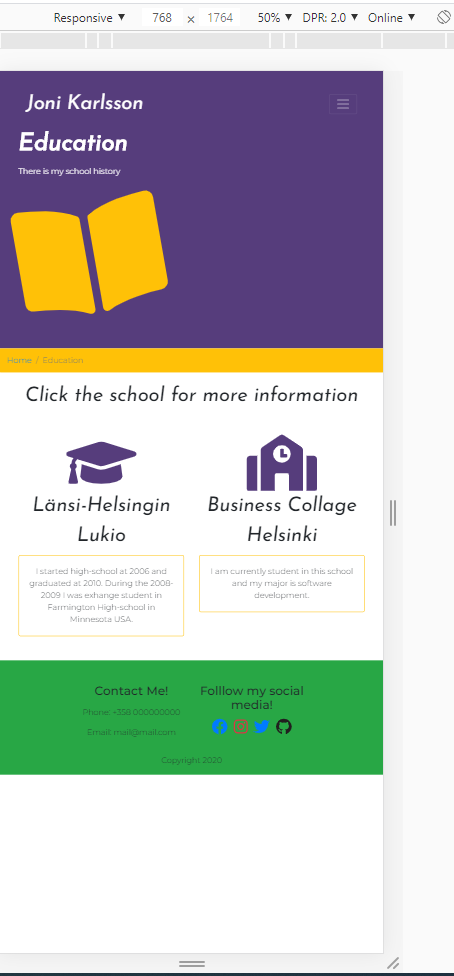 Responsive ▼ 768 × 1764 50% ▼ DPR: 2.0 ▼ Online ▼
Joni Karlsson
Education
There is my school history
Home / Education
Click the school for more information
Länsi-Helsingin
Lukio
I started high-school at 2006 and
graduated at 2010. During the 2008-
2009 I was exhange student in
Farmington High-school in
Minnesota USA.
Business Collage
Helsinki
I am currently student in this school
and my major is software
development.
Contact Me!
Phone: +358 000000000
Email: mail@mail.com
Folllow my social
media!
Copyright 2020